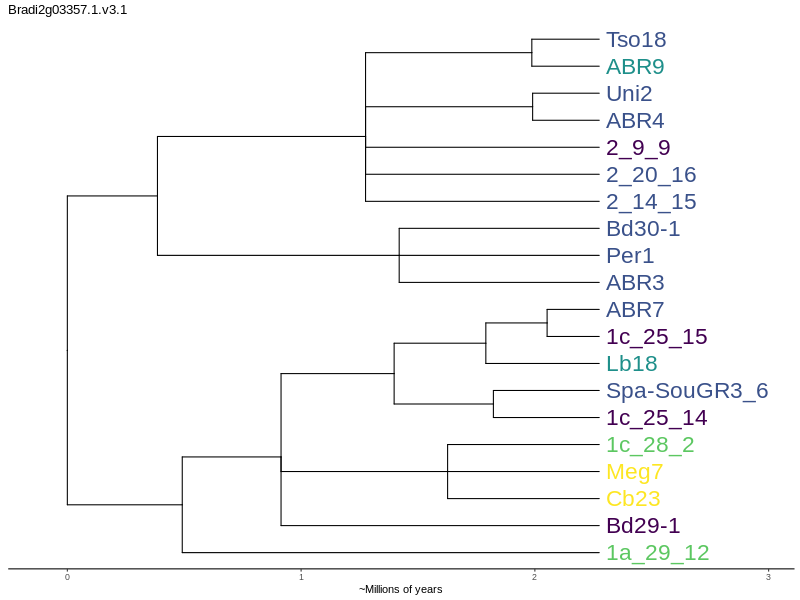 Bradi2g03357.1.v3.1
Tso18
ABR9
Uni2
ABR4
2_9_9
2_20_16
2_14_15
Bd30-1
Per1
ABR3
ABR7
1c_25_15
Lb18
Spa-SouGR3_6
1c_25_14
1c_28_2
Meg7
Cb23
Bd29-1
1a_29_12
0 1 2 3
~Millions of years